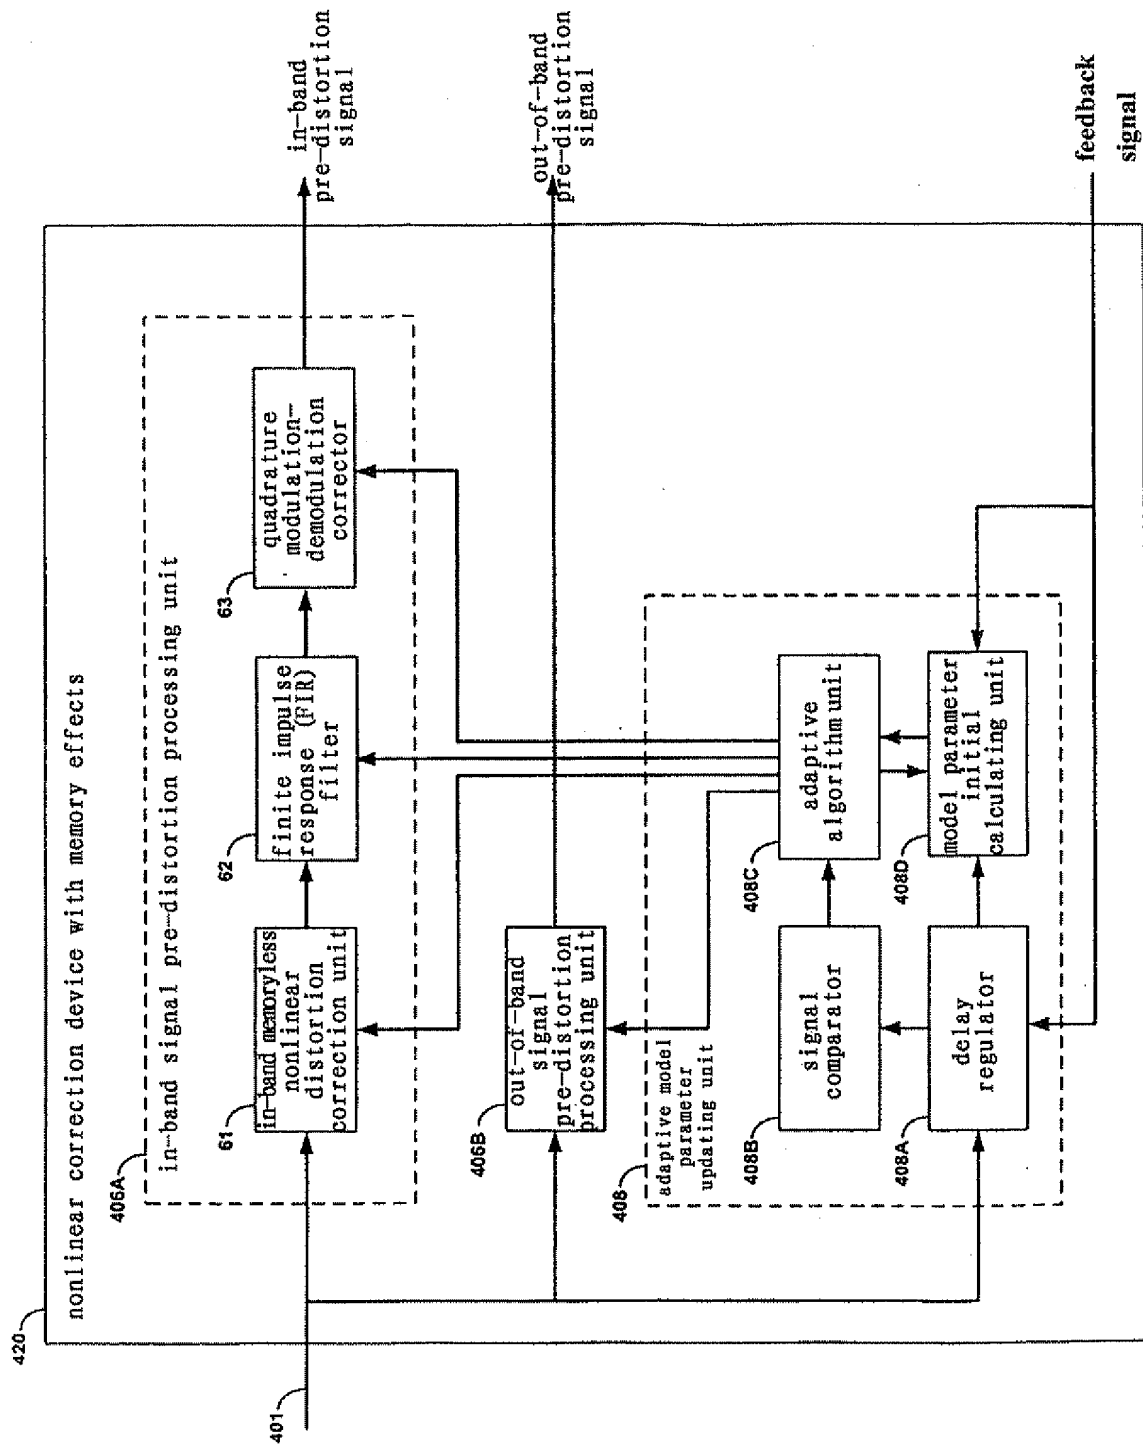 420
nonlinear correction device with memory effects
406A
in-band signal pre-distortion processing unit
401
61
in-band memoryless
nonlinear
distortion
correction unit
62
finite impulse
response (FIR)
filter
63
quadrature
modulation-
demodulation
corrector
in-band
pre-distortion
signal
406B
out-of-band
signal
pre-distortion
processing unit
out-of-band
pre-distortion
signal
408
adaptive model
parameter
updating unit
408B
signal
comparator
408C
adaptive
algorithm unit
408A
delay
regulator
408D
model parameter
initial
calculating unit
feedback
signal